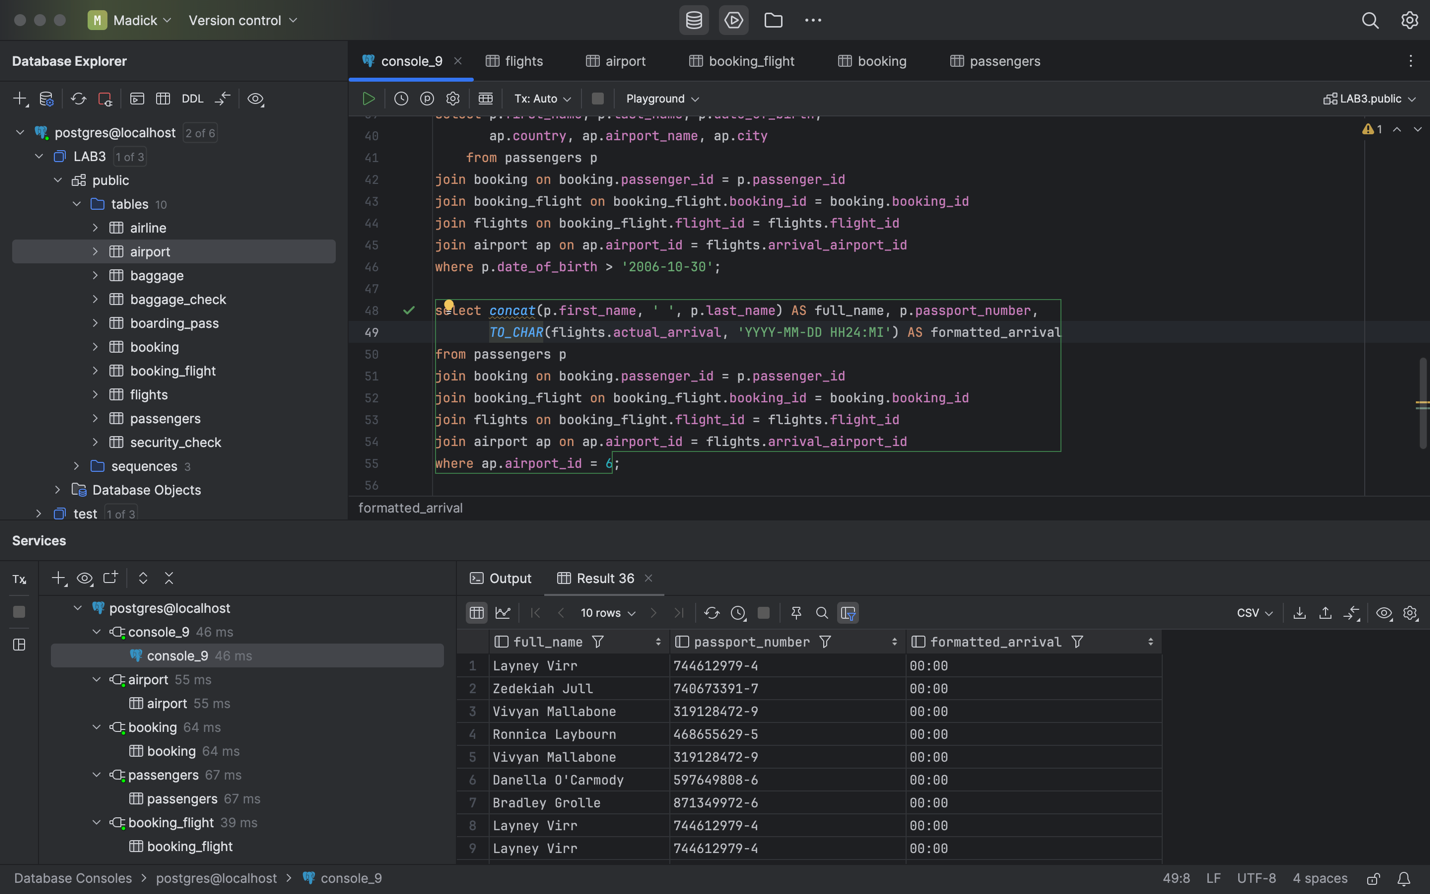 M Madick Version control
Database Explorer
console_9
flights
airport
booking_flight
booking
passengers
DDL
Tx: Auto
Playground
LAB3.public
postgres@localhost 2 of 6
LAB3 1 of 3
public
tables 10
airline
airport
baggage
baggage_check
boarding_pass
booking
booking_flight
flights
passengers
security_check
sequences 3
Database Objects
test 1 of 3
1
select p.first_name, p.last_name, p.date_of_birth,
40 ap.country, ap.airport_name, ap.city
41 from passengers p
42 join booking on booking.passenger_id = p.passenger_id
43 join booking_flight on booking_flight.booking_id = booking.booking_id
44 join flights on booking_flight.flight_id = flights.flight_id
45 join airport ap on ap.airport_id = flights.arrival_airport_id
46 where p.date_of_birth > '2006-10-30';
47
48 select concat(p.first_name, ' ', p.last_name) AS full_name, p.passport_number,
49 TO_CHAR(flights.actual_arrival, 'YYYY-MM-DD HH24:MI') AS formatted_arrival
50 from passengers p
51 join booking on booking.passenger_id = p.passenger_id
52 join booking_flight on booking_flight.booking_id = booking.booking_id
53 join flights on booking_flight.flight_id = flights.flight_id
54 join airport ap on ap.airport_id = flights.arrival_airport_id
55 where ap.airport_id = 6;
56
formatted_arrival
Services
Tx
postgres@localhost
console_9 46 ms
console_9 46 ms
airport 55 ms
airport 55 ms
booking 64 ms
booking 64 ms
passengers 67 ms
passengers 67 ms
booking_flight 39 ms
booking_flight
Output
Result 36
10 rows
CSV
full_name passport_number formatted_arrival
1 Layney Virr 744612979-4 00:00
2 Zedekiah Jull 740673391-7 00:00
3 Vivyan Mallabone 319128472-9 00:00
4 Ronnica Laybourn 468655629-5 00:00
5 Vivyan Mallabone 319128472-9 00:00
6 Danella O'Carmody 597649808-6 00:00
7 Bradley Grolle 871349972-6 00:00
8 Layney Virr 744612979-4 00:00
9 Layney Virr 744612979-4 00:00
Database Consoles > postgres@localhost > console_9
49:8 LF UTF-8 4 spaces